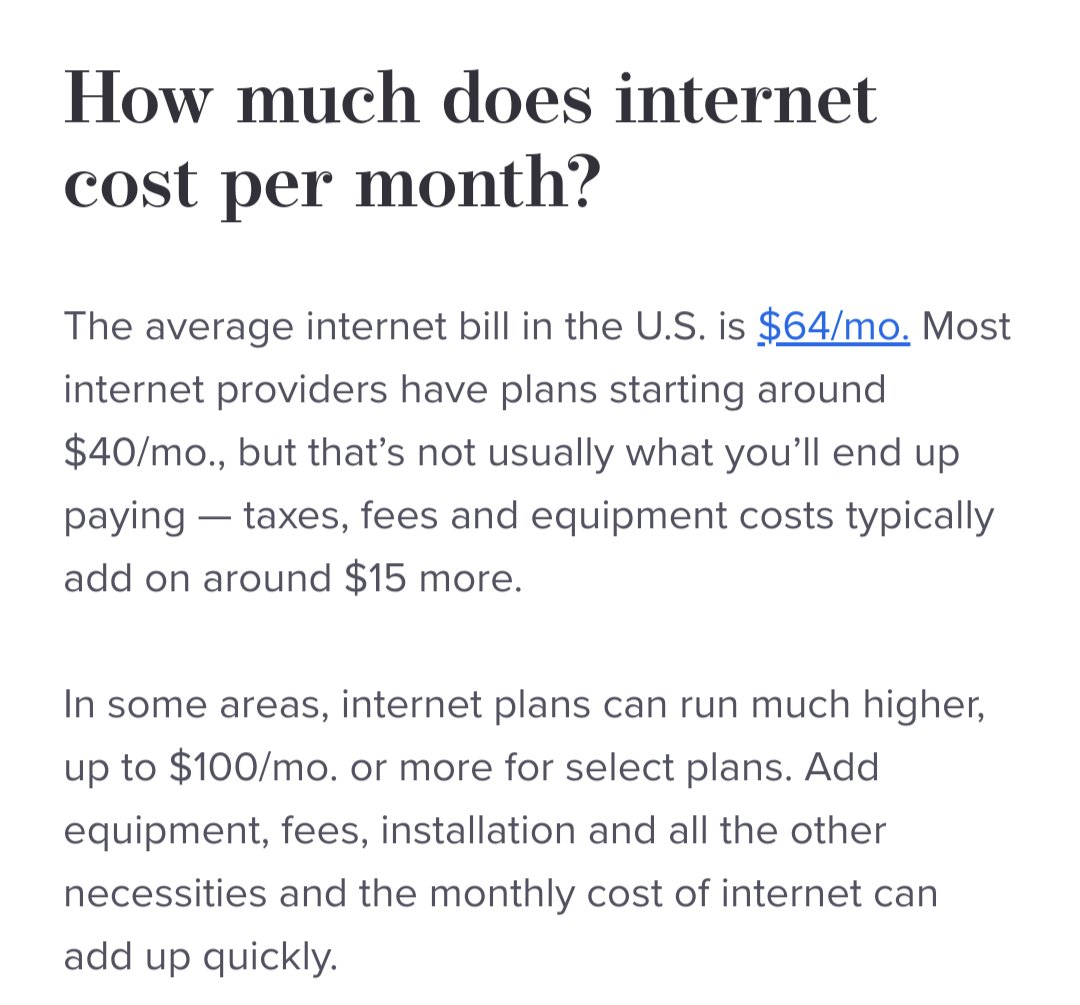 How much does internet
cost per month?
The average internet bill in the U.S. is $64/mo. Most
internet providers have plans starting around
$40/mo., but that’s not usually what you’ll end up
paying — taxes, fees and equipment costs typically
add on around $15 more.
In some areas, internet plans can run much higher,
up to $100/mo. or more for select plans. Add
equipment, fees, installation and all the other
necessities and the monthly cost of internet can
add up quickly.